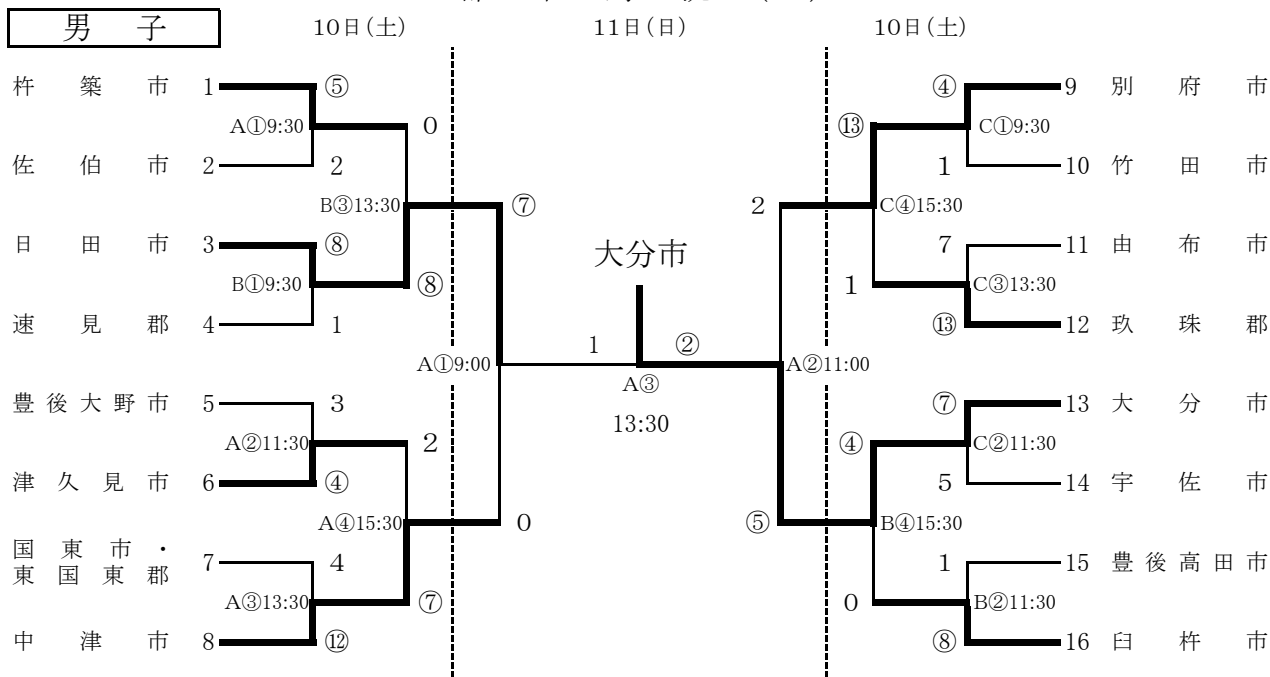 男 子
10日(土)
11日(日)
10日(土)
杵築市 1 ⑤
A①9:30
0
佐伯市 2 2
B③13:30
⑦
日田市 3 ⑧
B①9:30
⑧
速見郡 4 1
A①9:00
豊後大野市 5 3
A②11:30
2
津久見市 6 ④
A④15:30
0
国東市・
東国東郡
7 4
A③13:30
⑦
中津市 8 ⑫
大分市
1 ②
A③
13:30
④ 9 別府市
⑬
C①9:30
1 10 竹田市
2
C④15:30
7 11 由布市
1
C③13:30
⑬ 12 玖珠郡
A②11:00
⑦ 13 大分市
④
C②11:30
5 14 宇佐市
⑤
B④15:30
1 15 豊後高田市
0
B②11:30
⑧ 16 臼杵市